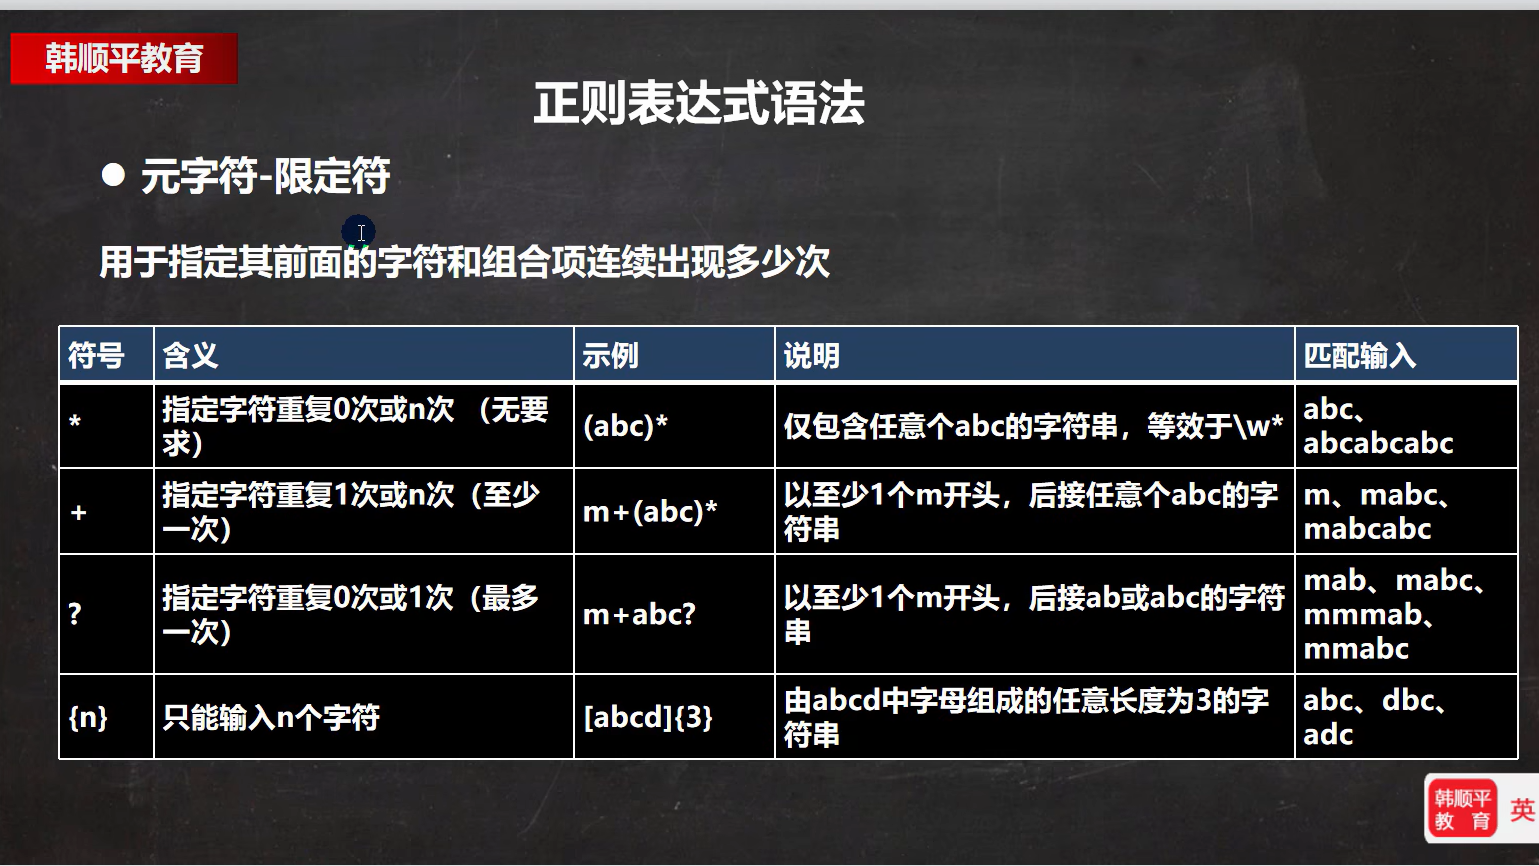 韩顺平教育
正则表达式语法
● 元字符-限定符
用于指定其前面的字符和组合项连续出现多少次
符号 含义 示例 说明 匹配输入
* 指定字符重复0次或n次 （无要 (abc)* 仅包含任意个abc的字符串，等效于\w* abc、
求） abcabcabc
+ 指定字符重复1次或n次（至少 m+(abc)* 以至少1个m开头，后接任意个abc的字 m、mabc、
一次） 符串 mabcabc
? 指定字符重复0次或1次（最多 m+abc? 以至少1个m开头，后接ab或abc的字符 mab、mabc、
一次） 串 mmmab、
mmabc
{n} 只能输入n个字符 [abcd]{3} 由abcd中字母组成的任意长度为3的字 abc、dbc、
符串 adc
韩顺平
教 育
英